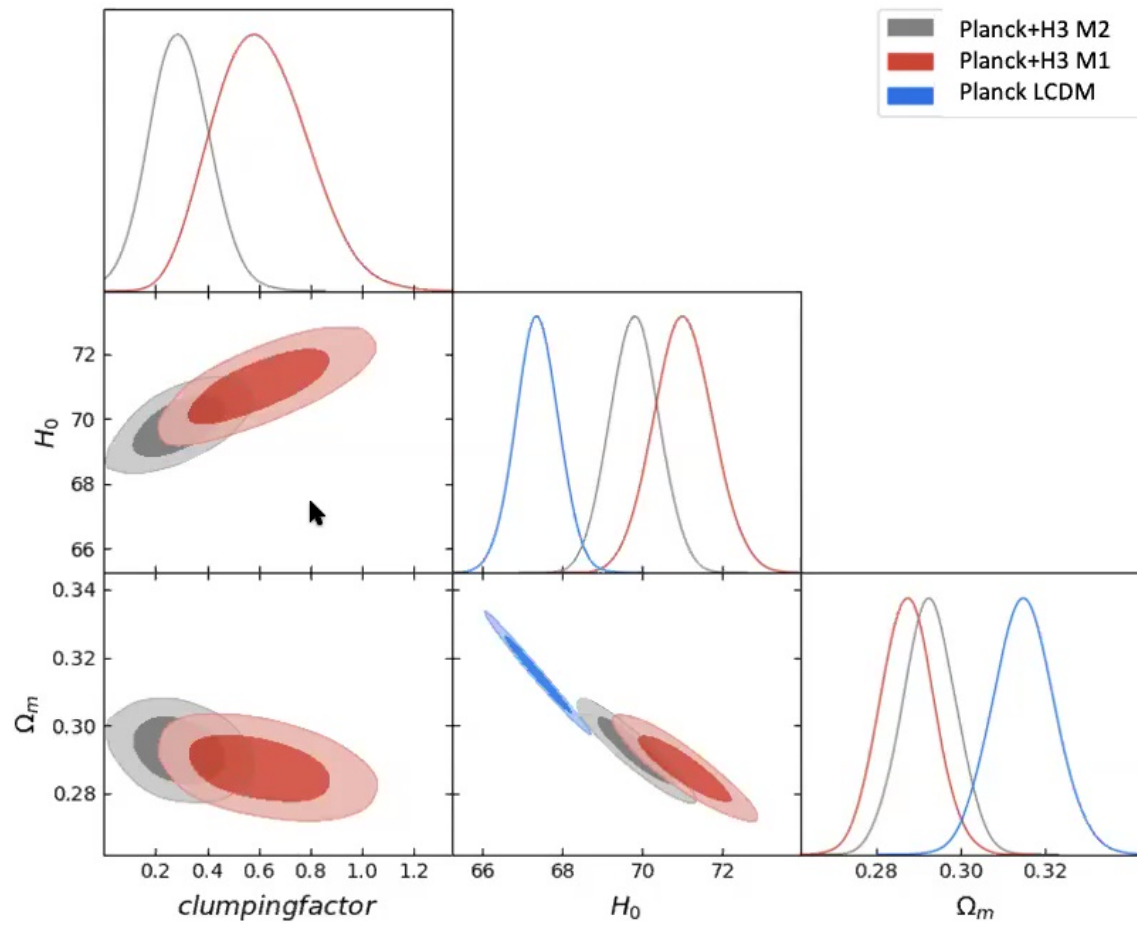 Planck+H3 M2
Planck+H3 M1
Planck LCDM
72
70
68
66
H₀
0.34
0.32
0.30
0.28
Ωₘ
0.2 0.4 0.6 0.8 1.0 1.2
66 68 70 72
0.28 0.30 0.32
clumpingfactor
H₀
Ωₘ